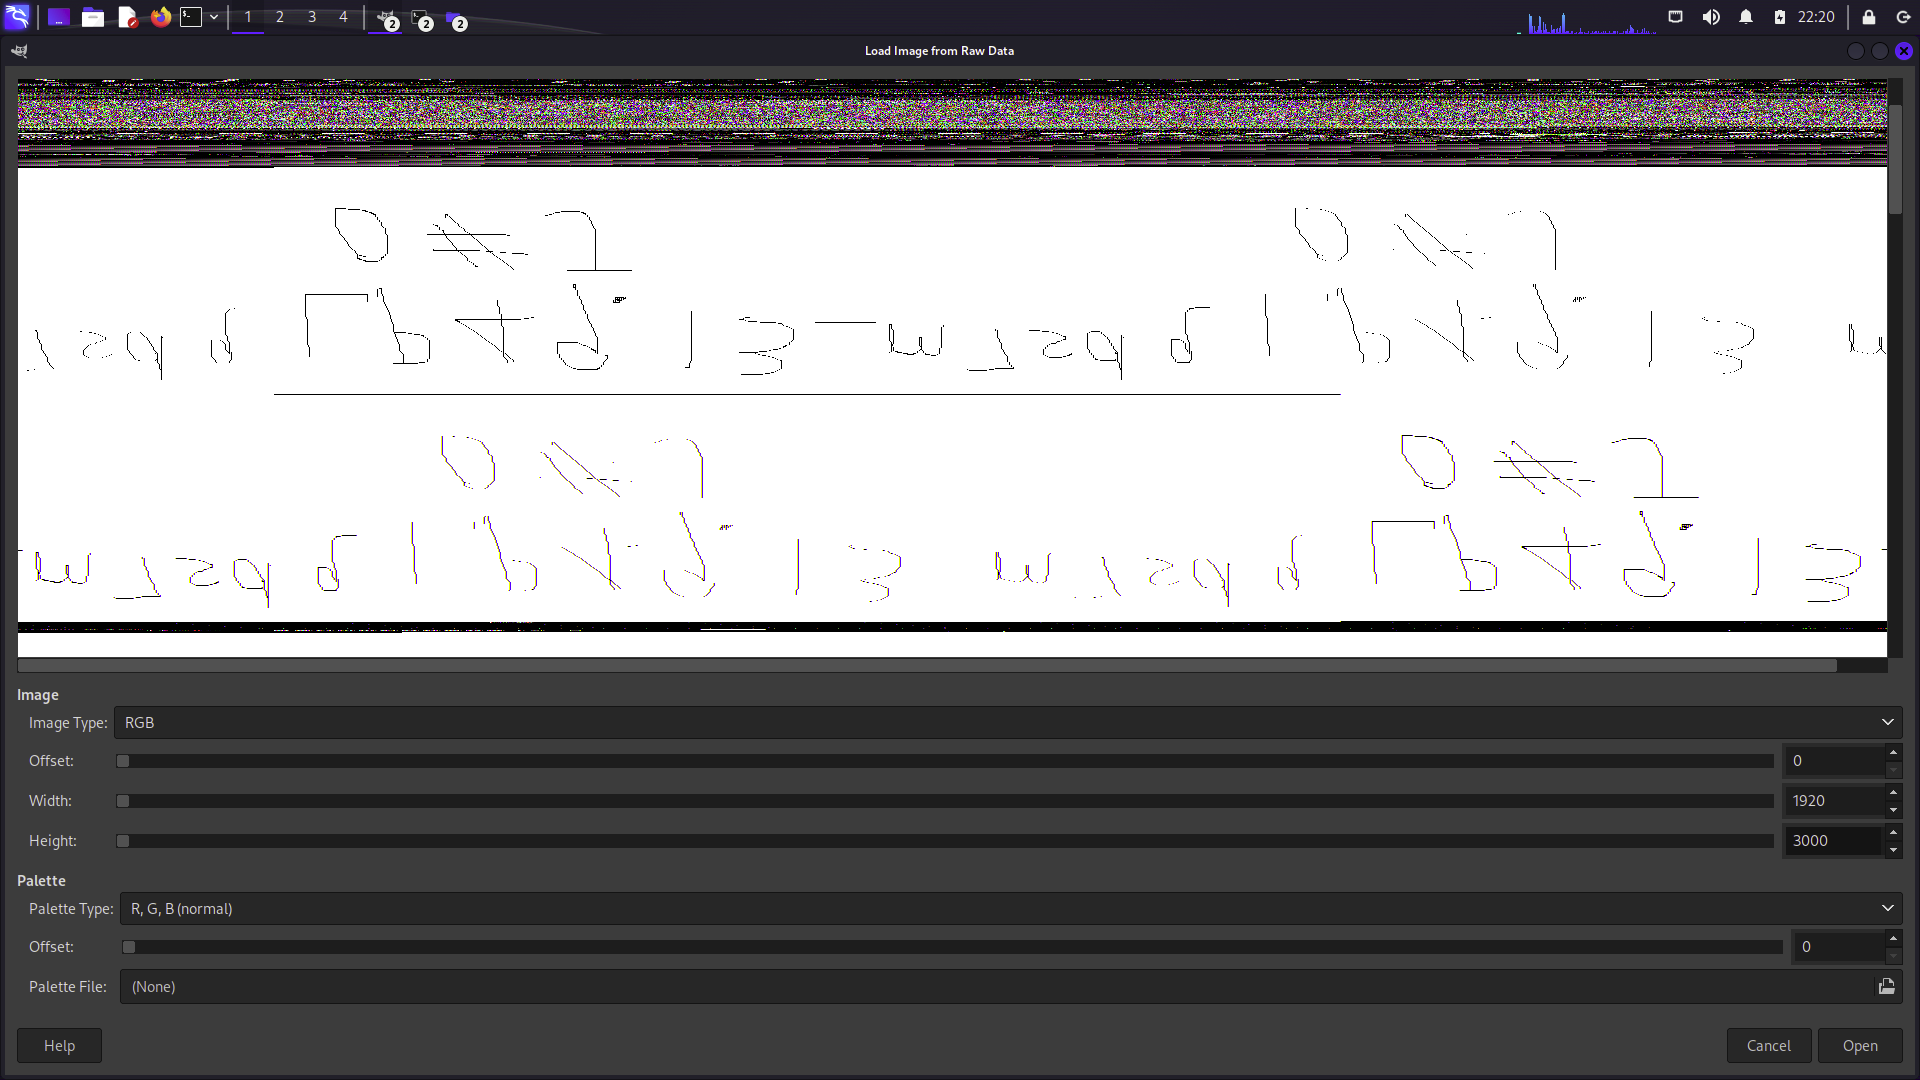 1 2 3 4 2 2 2 22:20
Load Image from Raw Data
Image
Image Type: RGB
Offset: 0
Width: 1920
Height: 3000
Palette
Palette Type: R, G, B (normal)
Offset: 0
Palette File: (None)
Help Cancel Open